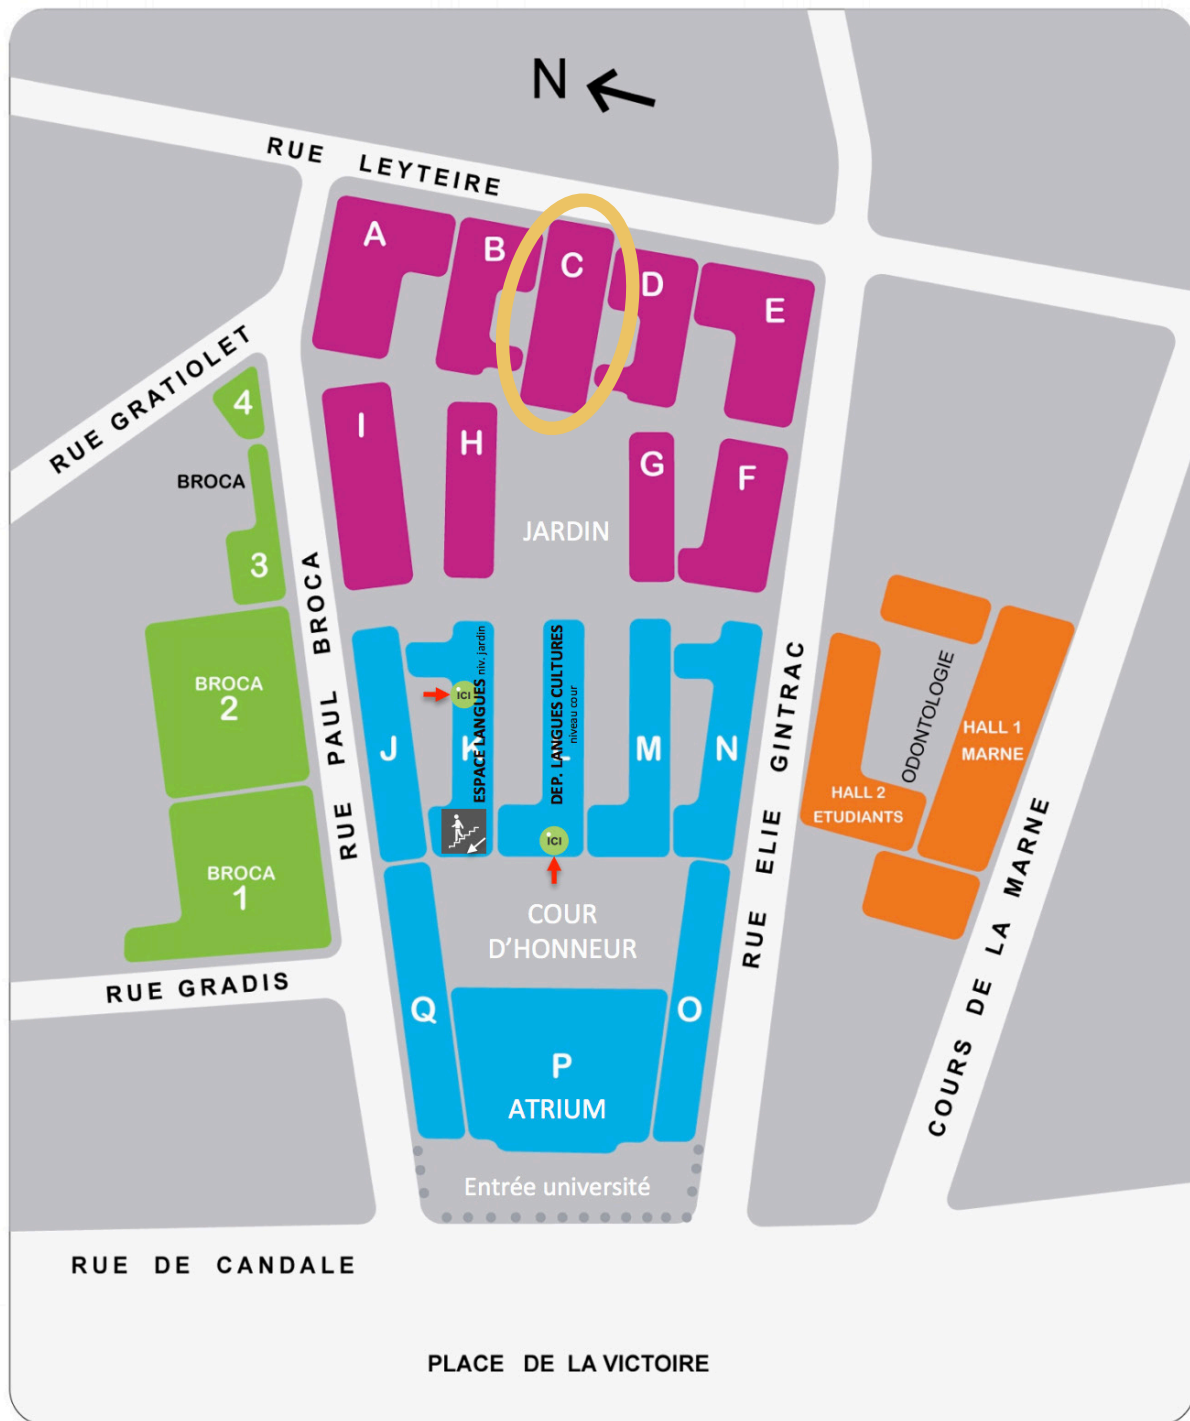 N
RUE LEYTEIRE
A
B
C
D
E
RUE GRATIOLET
4
BROCA
3
I
H
G
F
JARDIN
RUE PAUL BROCA
BROCA
2
BROCA
1
J
K
ESPACE LANGUES niv. jardin
ICI
L
DEP. LANGUES CULTURES
niveau cour
ICI
M
N
RUE ELIE GINTRAC
ODONTOLOGIE
HALL 1
MARNE
HALL 2
ETUDIANTS
COURS DE LA MARNE
COUR
D'HONNEUR
RUE GRADIS
Q
O
P
ATRIUM
Entrée université
RUE DE CANDALE
PLACE DE LA VICTOIRE